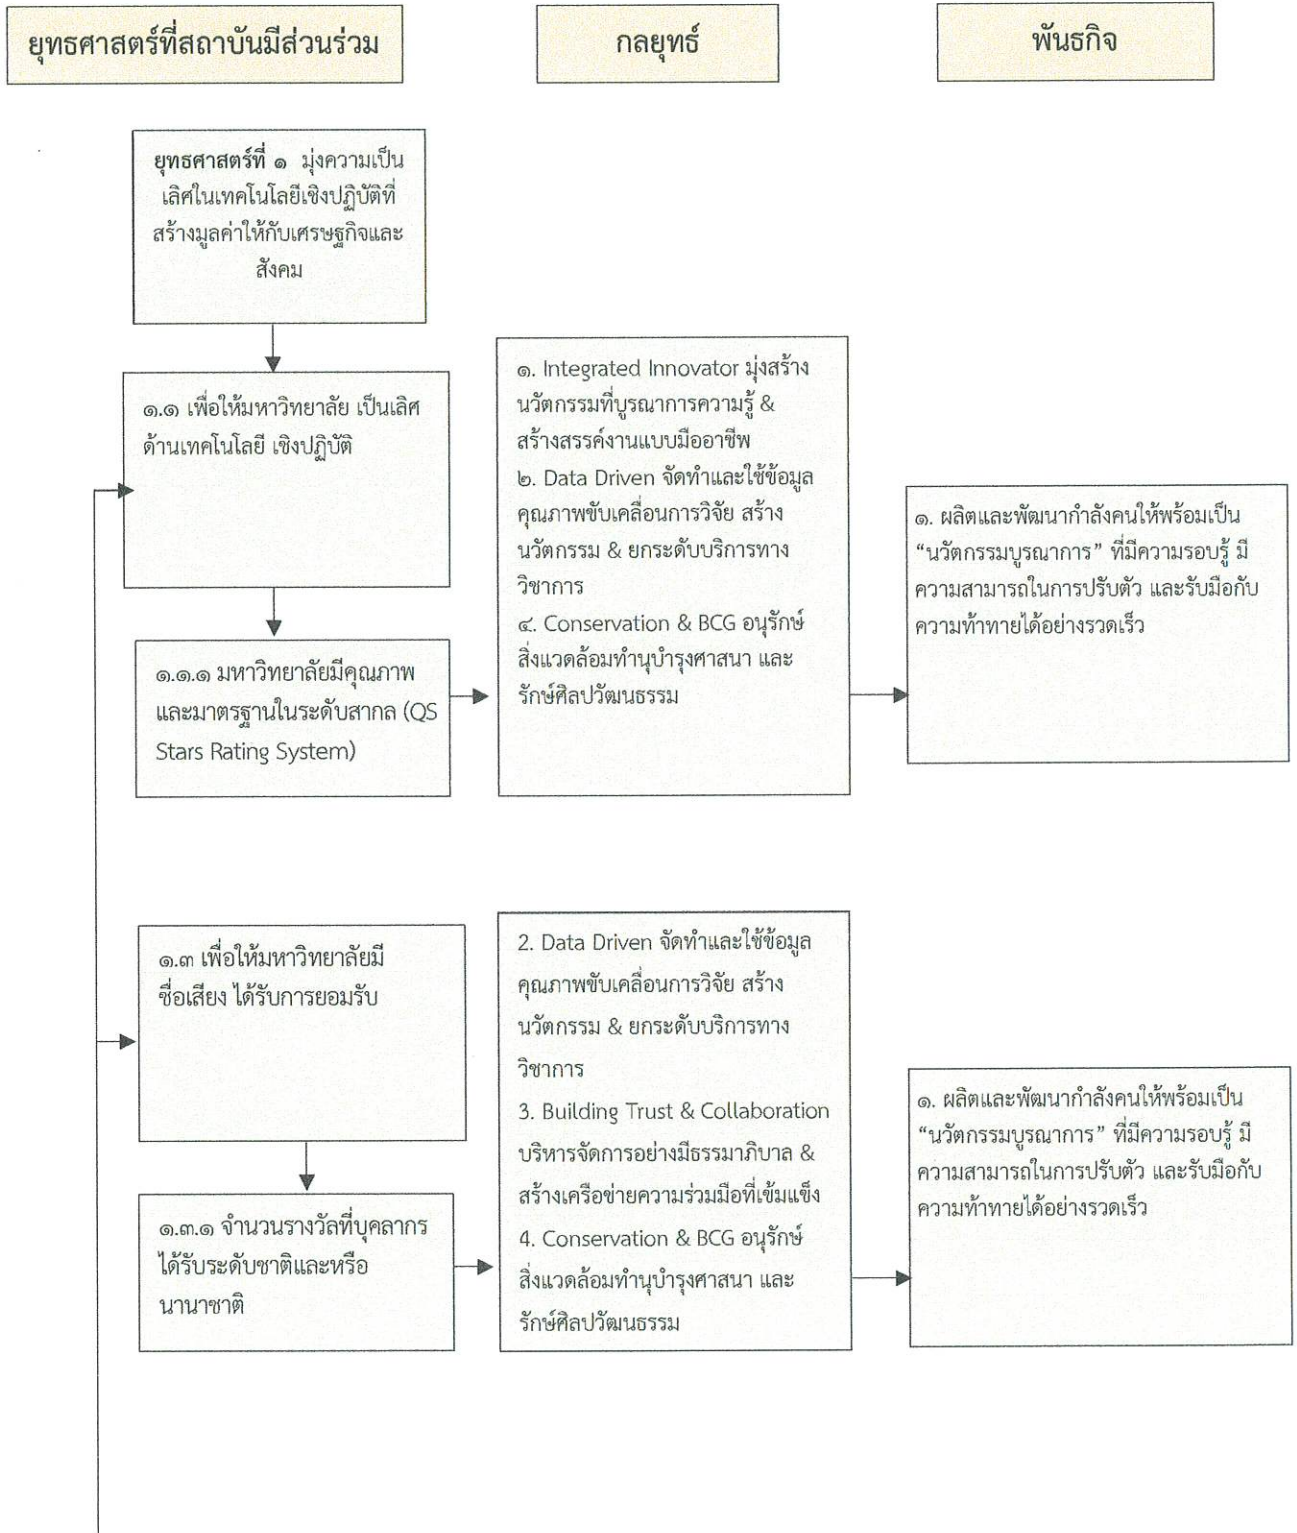 ยุทธศาสตร์ที่สถาบันมีส่วนร่วม
กลยุทธ์
พันธกิจ
ยุทธศาสตร์ที่ ๑ มุ่งความเป็น
เลิศในเทคโนโลยีเชิงปฏิบัติที่
สร้างมูลค่าให้กับเศรษฐกิจและ
สังคม
๑.๑ เพื่อให้มหาวิทยาลัย เป็นเลิศ
ด้านเทคโนโลยี เชิงปฏิบัติ
๑.๑.๑ มหาวิทยาลัยมีคุณภาพ
และมาตรฐานในระดับสากล (QS
Stars Rating System)
๑. Integrated Innovator มุ่งสร้าง
นวัตกรรมที่บูรณาการความรู้ &
สร้างสรรค์งานแบบมืออาชีพ
๒. Data Driven จัดทำและใช้ข้อมูล
คุณภาพขับเคลื่อนการวิจัย สร้าง
นวัตกรรม & ยกระดับบริการทาง
วิชาการ
๔. Conservation & BCG อนุรักษ์
สิ่งแวดล้อมทำนุบำรุงศาสนา และ
รักษ์ศิลปวัฒนธรรม
๑. ผลิตและพัฒนากำลังคนให้พร้อมเป็น
“นวัตกรรมบูรณาการ” ที่มีความรอบรู้ มี
ความสามารถในการปรับตัว และรับมือกับ
ความท้าทายได้อย่างรวดเร็ว
๑.๓ เพื่อให้มหาวิทยาลัยมี
ชื่อเสียง ได้รับการยอมรับ
๑.๓.๑ จำนวนรางวัลที่บุคลากร
ได้รับระดับชาติและหรือ
นานาชาติ
2. Data Driven จัดทำและใช้ข้อมูล
คุณภาพขับเคลื่อนการวิจัย สร้าง
นวัตกรรม & ยกระดับบริการทาง
วิชาการ
3. Building Trust & Collaboration
บริหารจัดการอย่างมีธรรมาภิบาล &
สร้างเครือข่ายความร่วมมือที่เข้มแข็ง
4. Conservation & BCG อนุรักษ์
สิ่งแวดล้อมทำนุบำรุงศาสนา และ
รักษ์ศิลปวัฒนธรรม
๑. ผลิตและพัฒนากำลังคนให้พร้อมเป็น
“นวัตกรรมบูรณาการ” ที่มีความรอบรู้ มี
ความสามารถในการปรับตัว และรับมือกับ
ความท้าทายได้อย่างรวดเร็ว